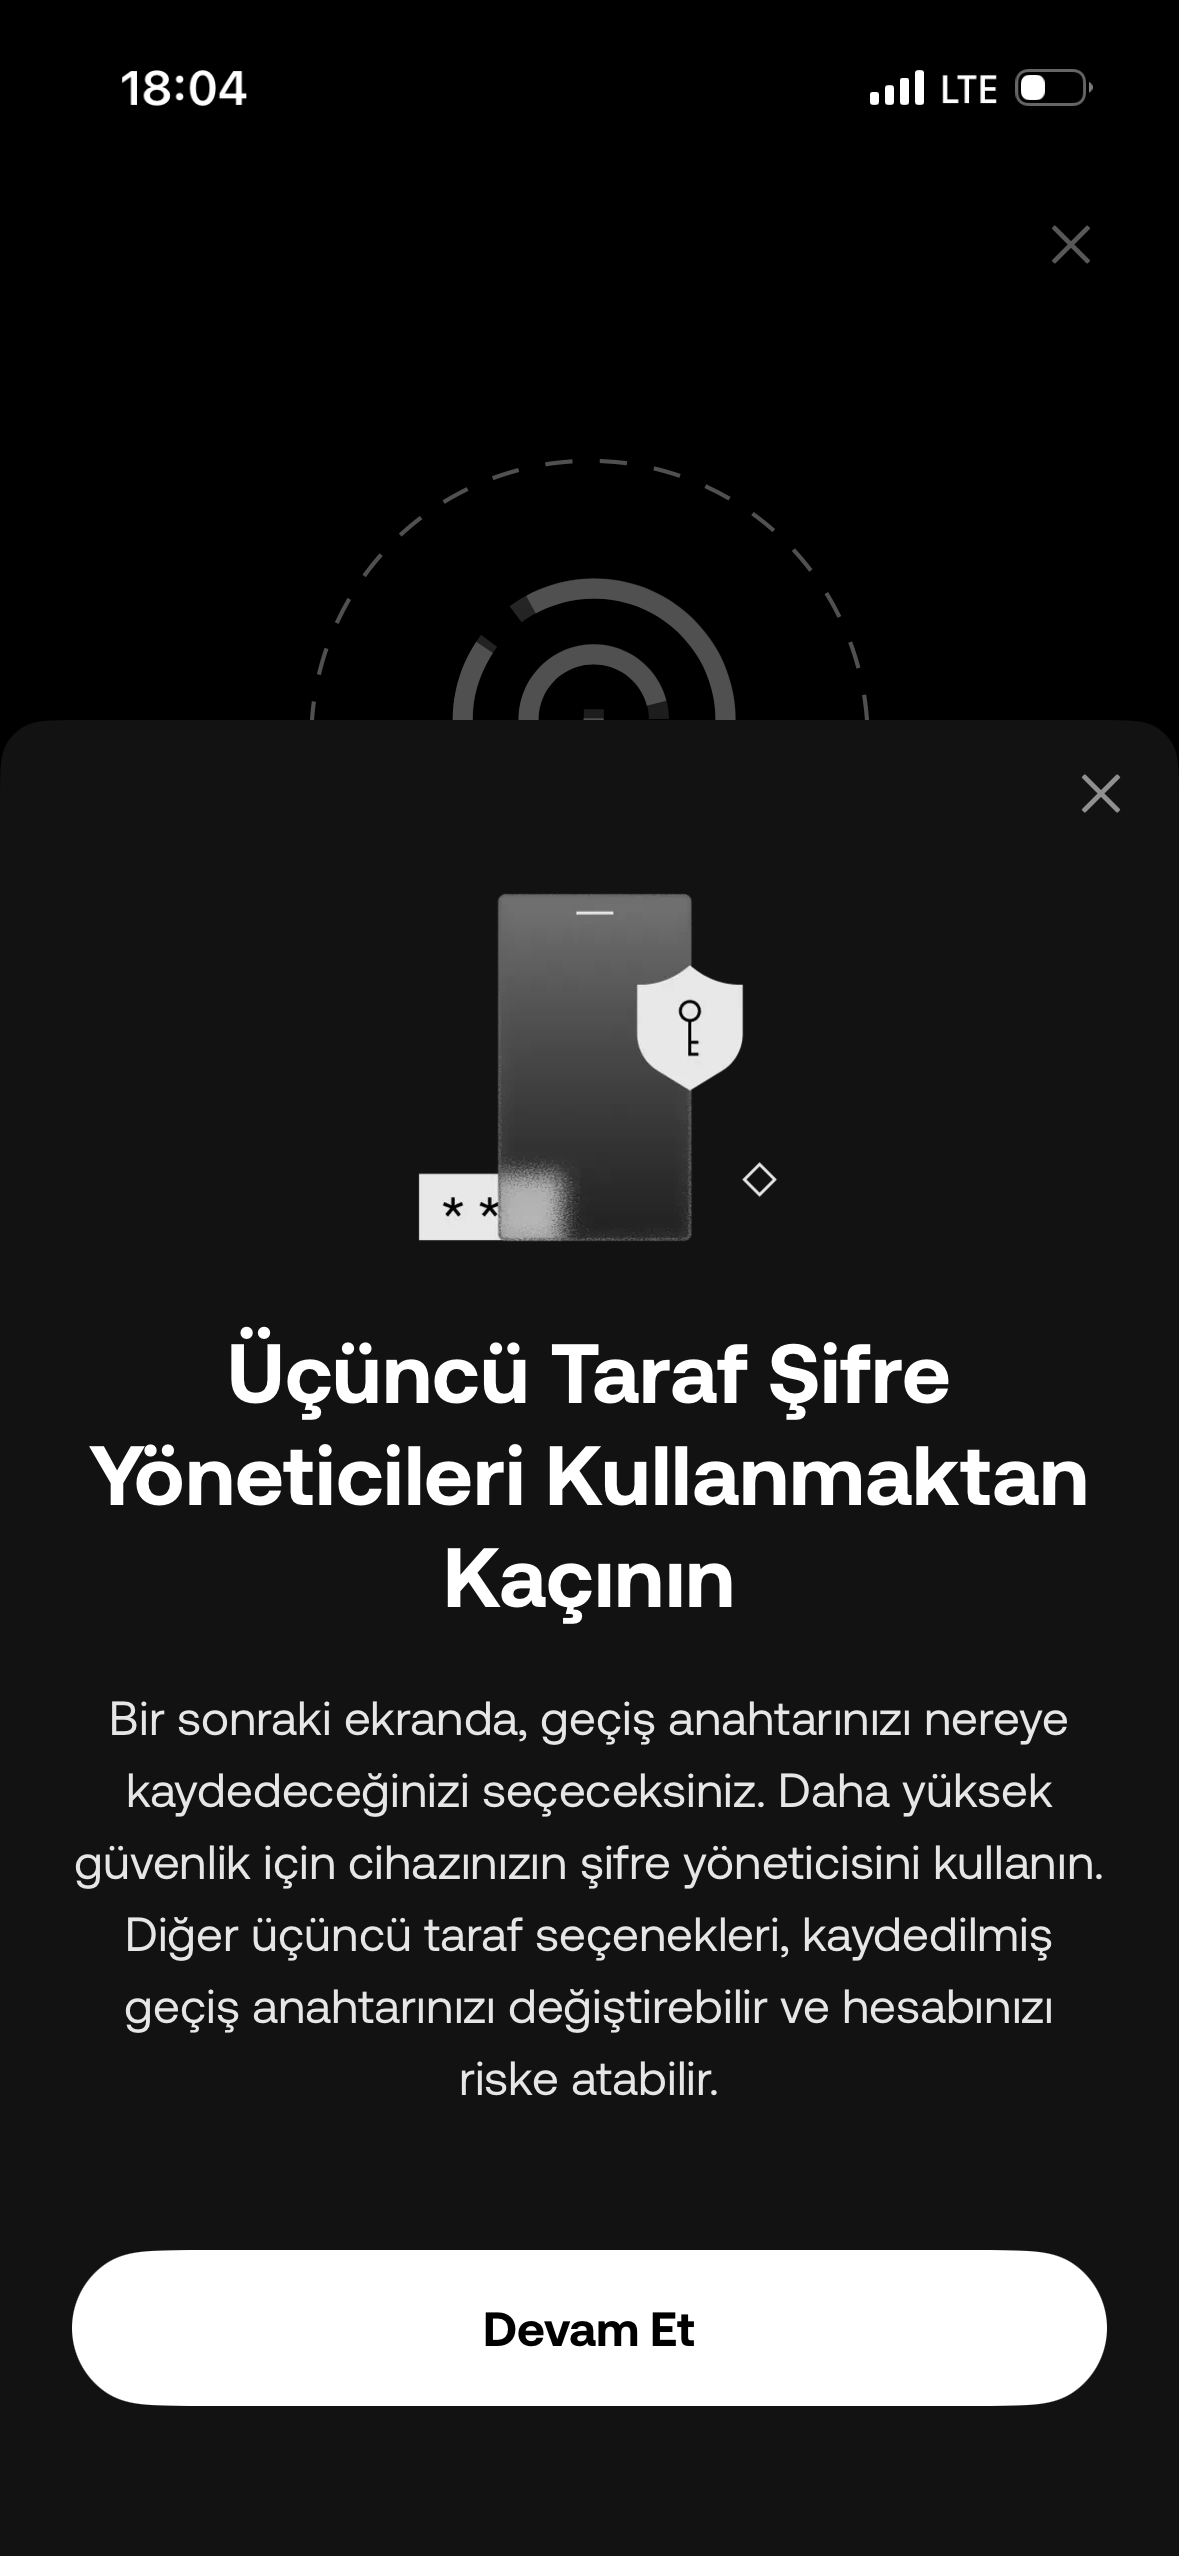 18:04
LTE
* *
Üçüncü Taraf Şifre
Yöneticileri Kullanmaktan
Kaçının
Bir sonraki ekranda, geçiş anahtarınızı nereye
kaydedeceğinizi seçeceksiniz. Daha yüksek
güvenlik için cihazınızın şifre yöneticisini kullanın.
Diğer üçüncü taraf seçenekleri, kaydedilmiş
geçiş anahtarınızı değiştirebilir ve hesabınızı
riske atabilir.
Devam Et